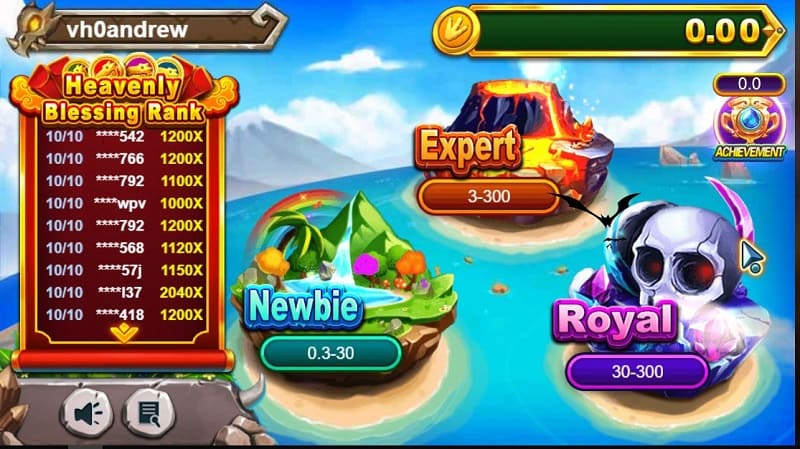 vh0andrew
0.00
0.0
ACHIEVEMENT
Heavenly
Blessing Rank
10/10 ****542 1200X
10/10 ****766 1200X
10/10 ****792 1100X
10/10 ****wpv 1000X
10/10 ****792 1200X
10/10 ****568 1120X
10/10 ****57j 1150X
10/10 ****l37 2040X
10/10 ****418 1200X
Expert
3-300
Newbie
0.3-30
Royal
30-300